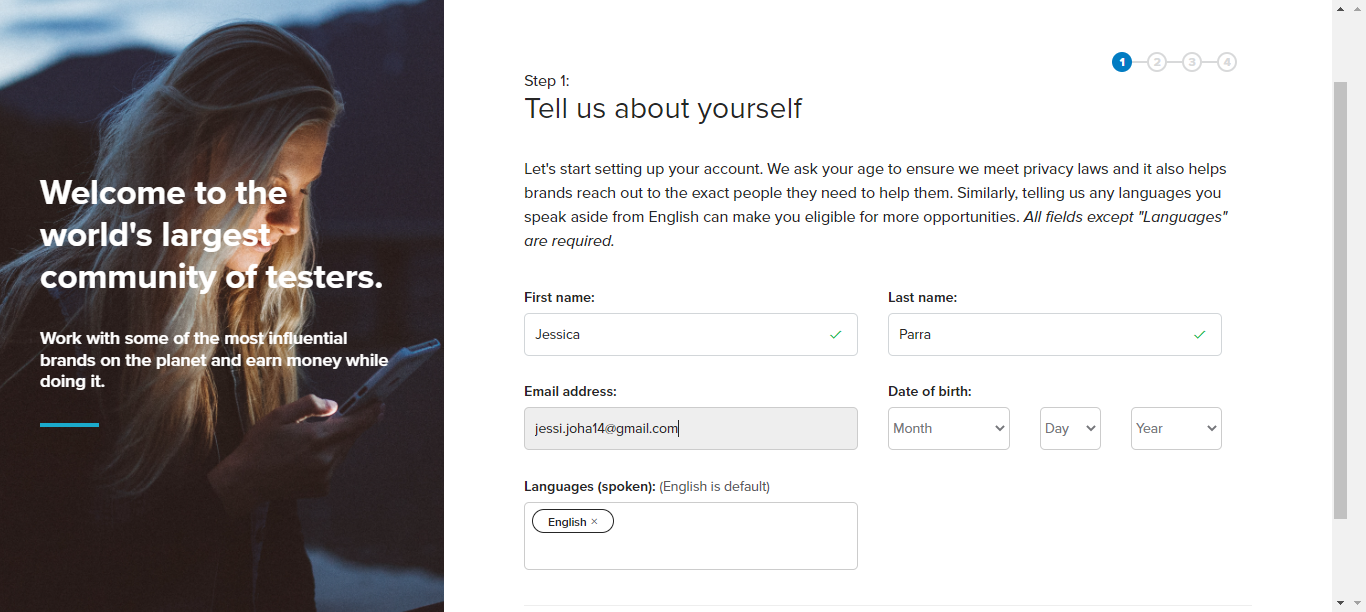 Welcome to the
world's largest
community of testers.
Work with some of the most influential
brands on the planet and earn money while
doing it.
1 2 3 4
Step 1:
Tell us about yourself
Let's start setting up your account. We ask your age to ensure we meet privacy laws and it also helps
brands reach out to the exact people they need to help them. Similarly, telling us any languages you
speak aside from English can make you eligible for more opportunities. All fields except "Languages"
are required.
First name: Last name:
Jessica Parra
Email address: Date of birth:
jessi.joha14@gmail.com Month Day Year
Languages (spoken): (English is default)
English ×